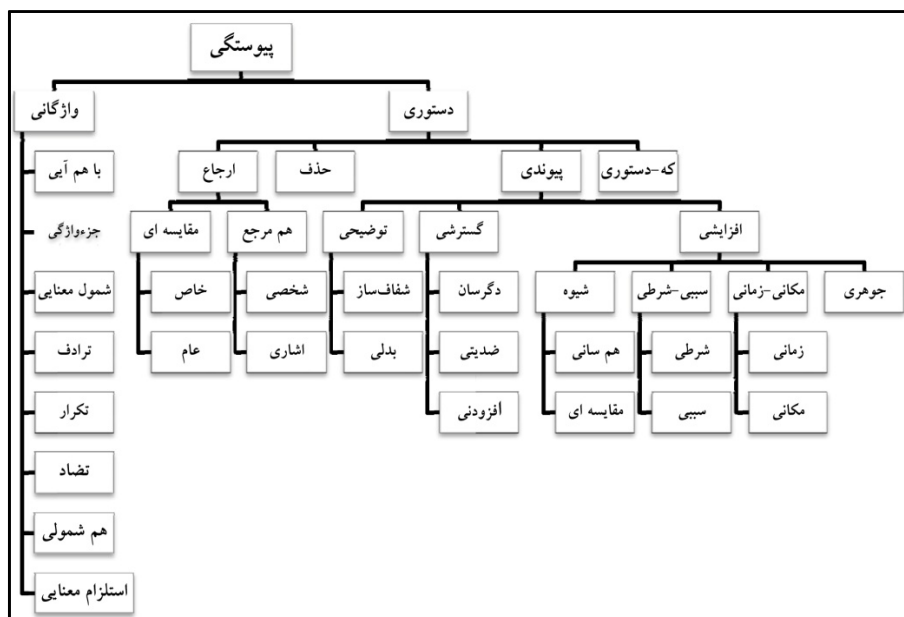 پیوستگی
دستوری
واژگانی
که-دستوری
پیوندی
حذف
ارجاع
با هم آیی
افزایشی
گسترشی
توضیحی
هم مرجع
مقایسه ای
جزءواژگی
جوهری
مکانی-زمانی
سببی-شرطی
شیوه
دگرسان
شفاف‌ساز
شخصی
خاص
شمول معنایی
زمانی
شرطی
هم سانی
ضدیتی
بدلی
اشاری
عام
ترادف
مکانی
سببی
مقایسه ای
أفزودنی
تکرار
تضاد
هم شمولی
استلزام معنایی